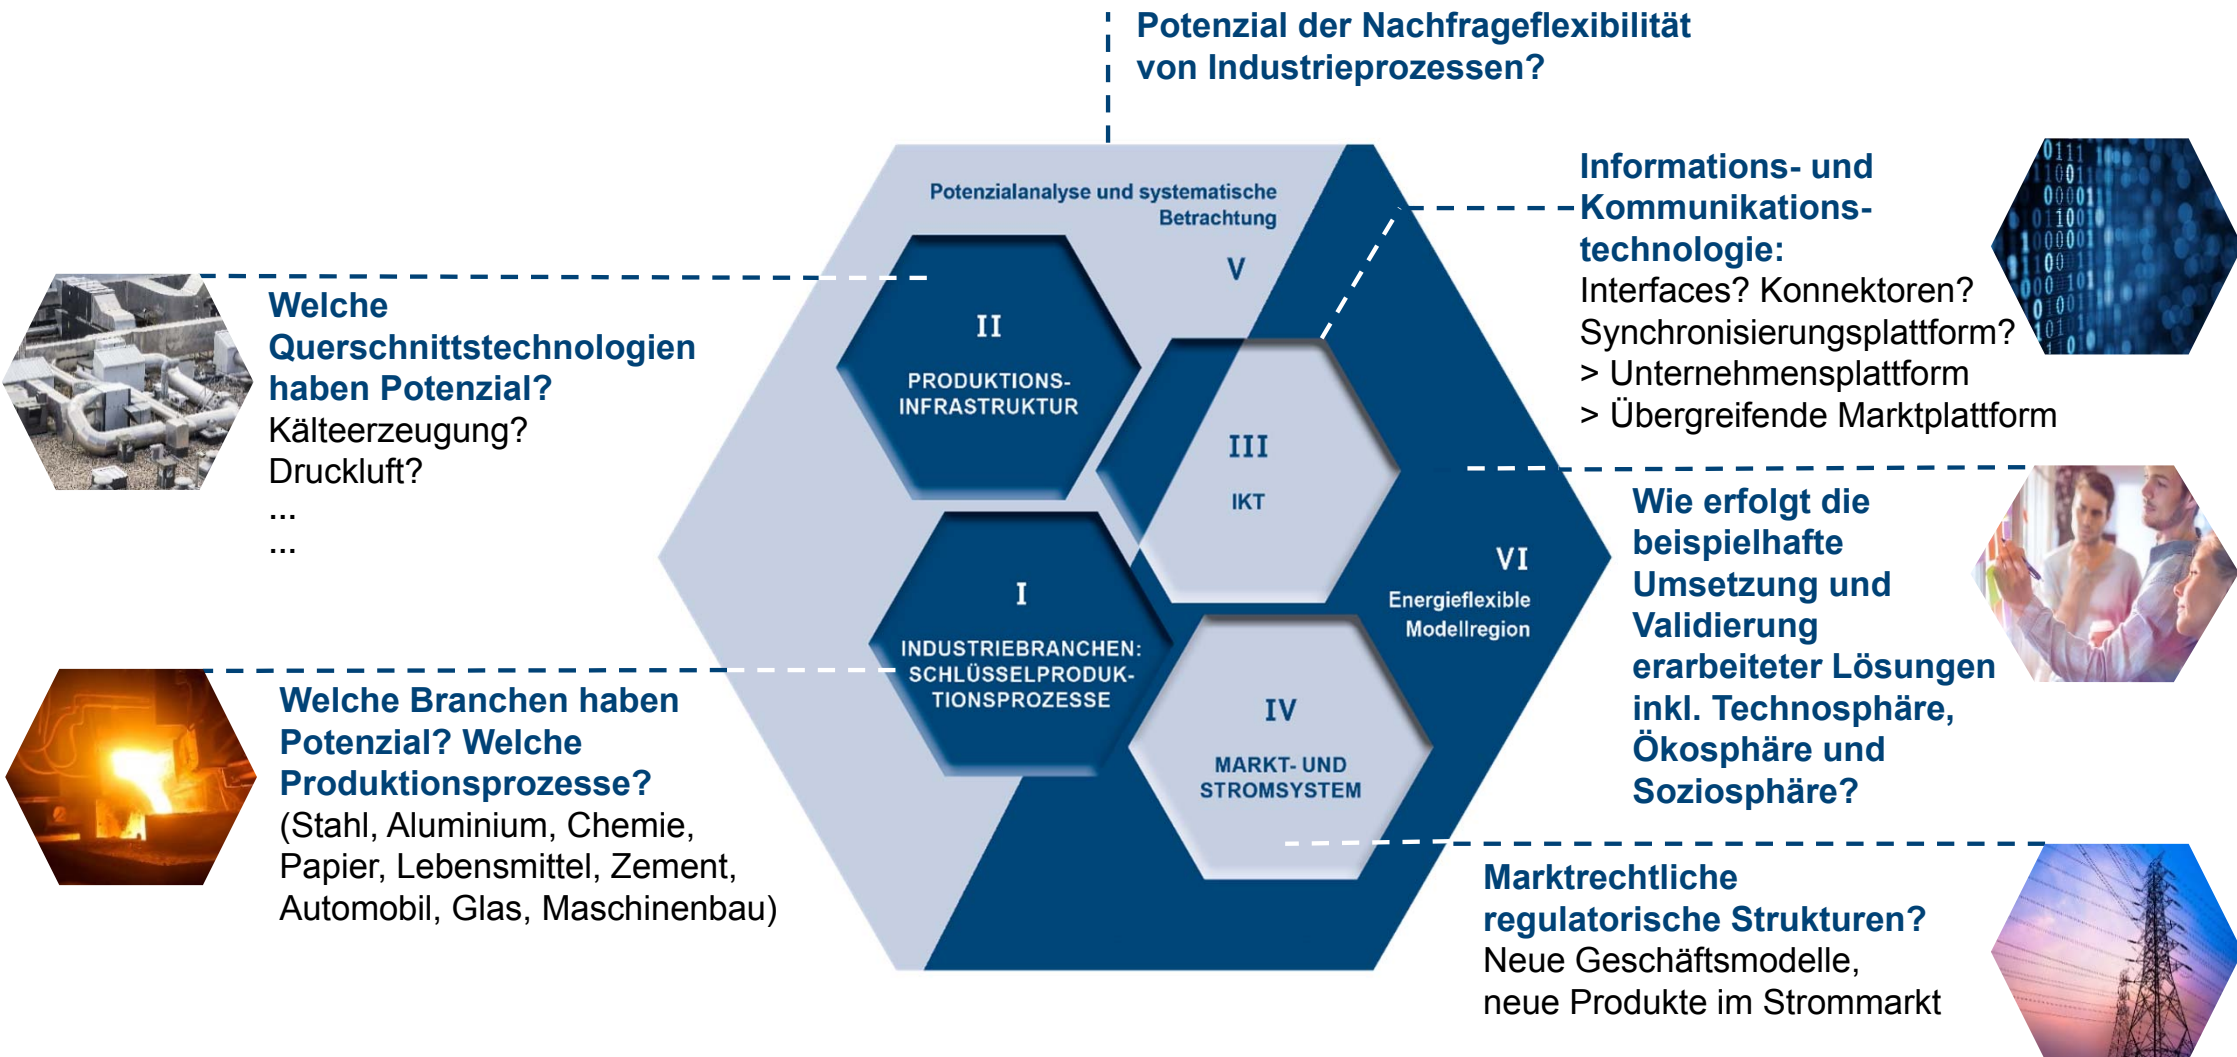 Potenzial der Nachfrageflexibilität
von Industrieprozessen?
Potenzialanalyse und systematische
Betrachtung
V
Informations- und
Kommunikations-
technologie:
Interfaces? Konnektoren?
Synchronisierungsplattform?
> Unternehmensplattform
> Übergreifende Marktplattform
Welche
Querschnittstechnologien
haben Potenzial?
Kälteerzeugung?
Druckluft?
...
...
II
PRODUKTIONS-
INFRASTRUKTUR
III
IKT
VI
Energieflexible
Modellregion
Wie erfolgt die
beispielhafte
Umsetzung und
Validierung
erarbeiteter Lösungen
inkl. Technosphäre,
Ökosphäre und
Soziosphäre?
I
INDUSTRIEBRANCHEN:
SCHLÜSSELPRODUK-
TIONSPROZESSE
Welche Branchen haben
Potenzial? Welche
Produktionsprozesse?
(Stahl, Aluminium, Chemie,
Papier, Lebensmittel, Zement,
Automobil, Glas, Maschinenbau)
IV
MARKT- UND
STROMSYSTEM
Marktrechtliche
regulatorische Strukturen?
Neue Geschäftsmodelle,
neue Produkte im Strommarkt